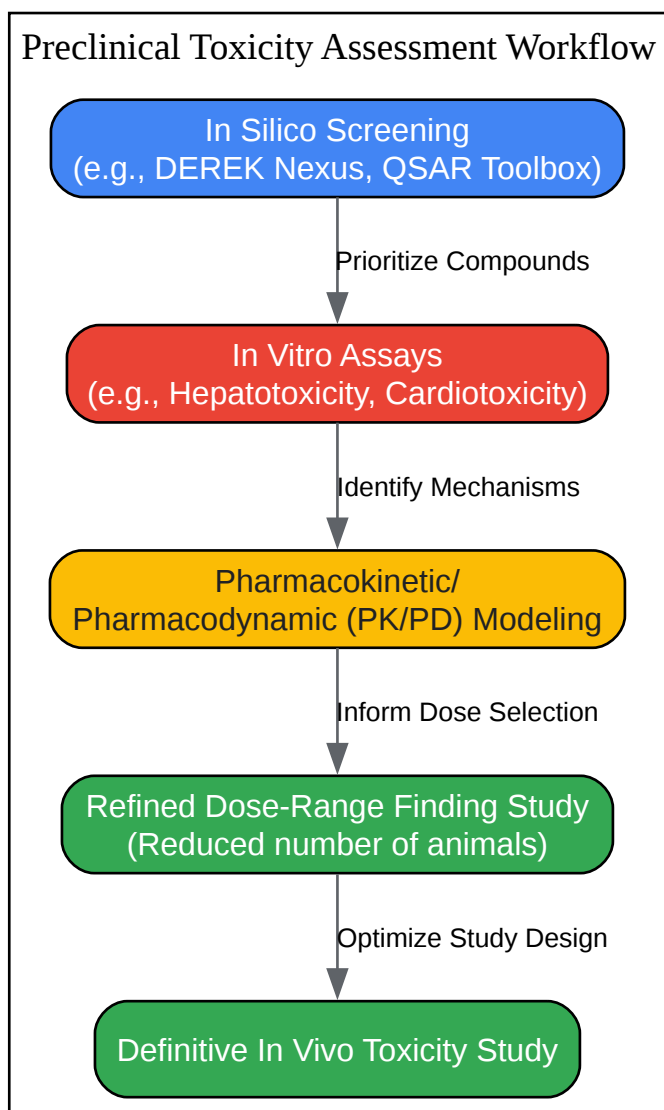 Preclinical Toxicity Assessment Workflow
In Silico Screening
(e.g., DEREK Nexus, QSAR Toolbox)
Prioritize Compounds
In Vitro Assays
(e.g., Hepatotoxicity, Cardiotoxicity)
Identify Mechanisms
Pharmacokinetic/
Pharmacodynamic (PK/PD) Modeling
Inform Dose Selection
Refined Dose-Range Finding Study
(Reduced number of animals)
Optimize Study Design
Definitive In Vivo Toxicity Study